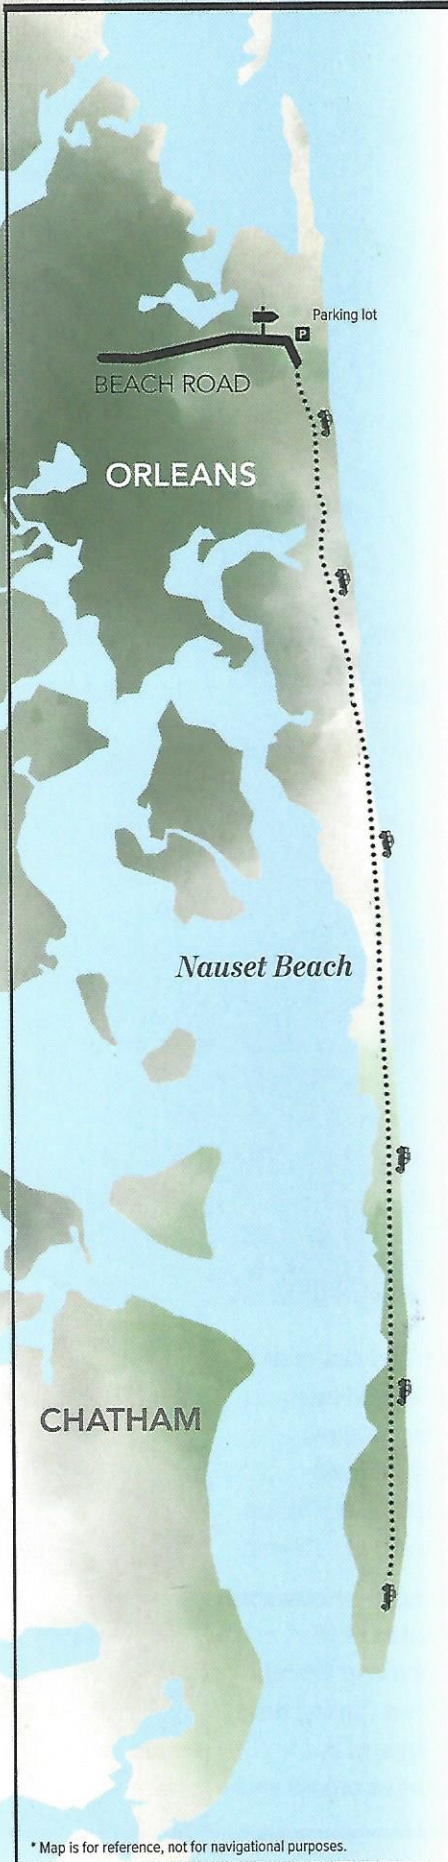 Parking lot
P
BEACH ROAD
ORLEANS
Nauset Beach
CHATHAM
* Map is for reference, not for navigational purposes.